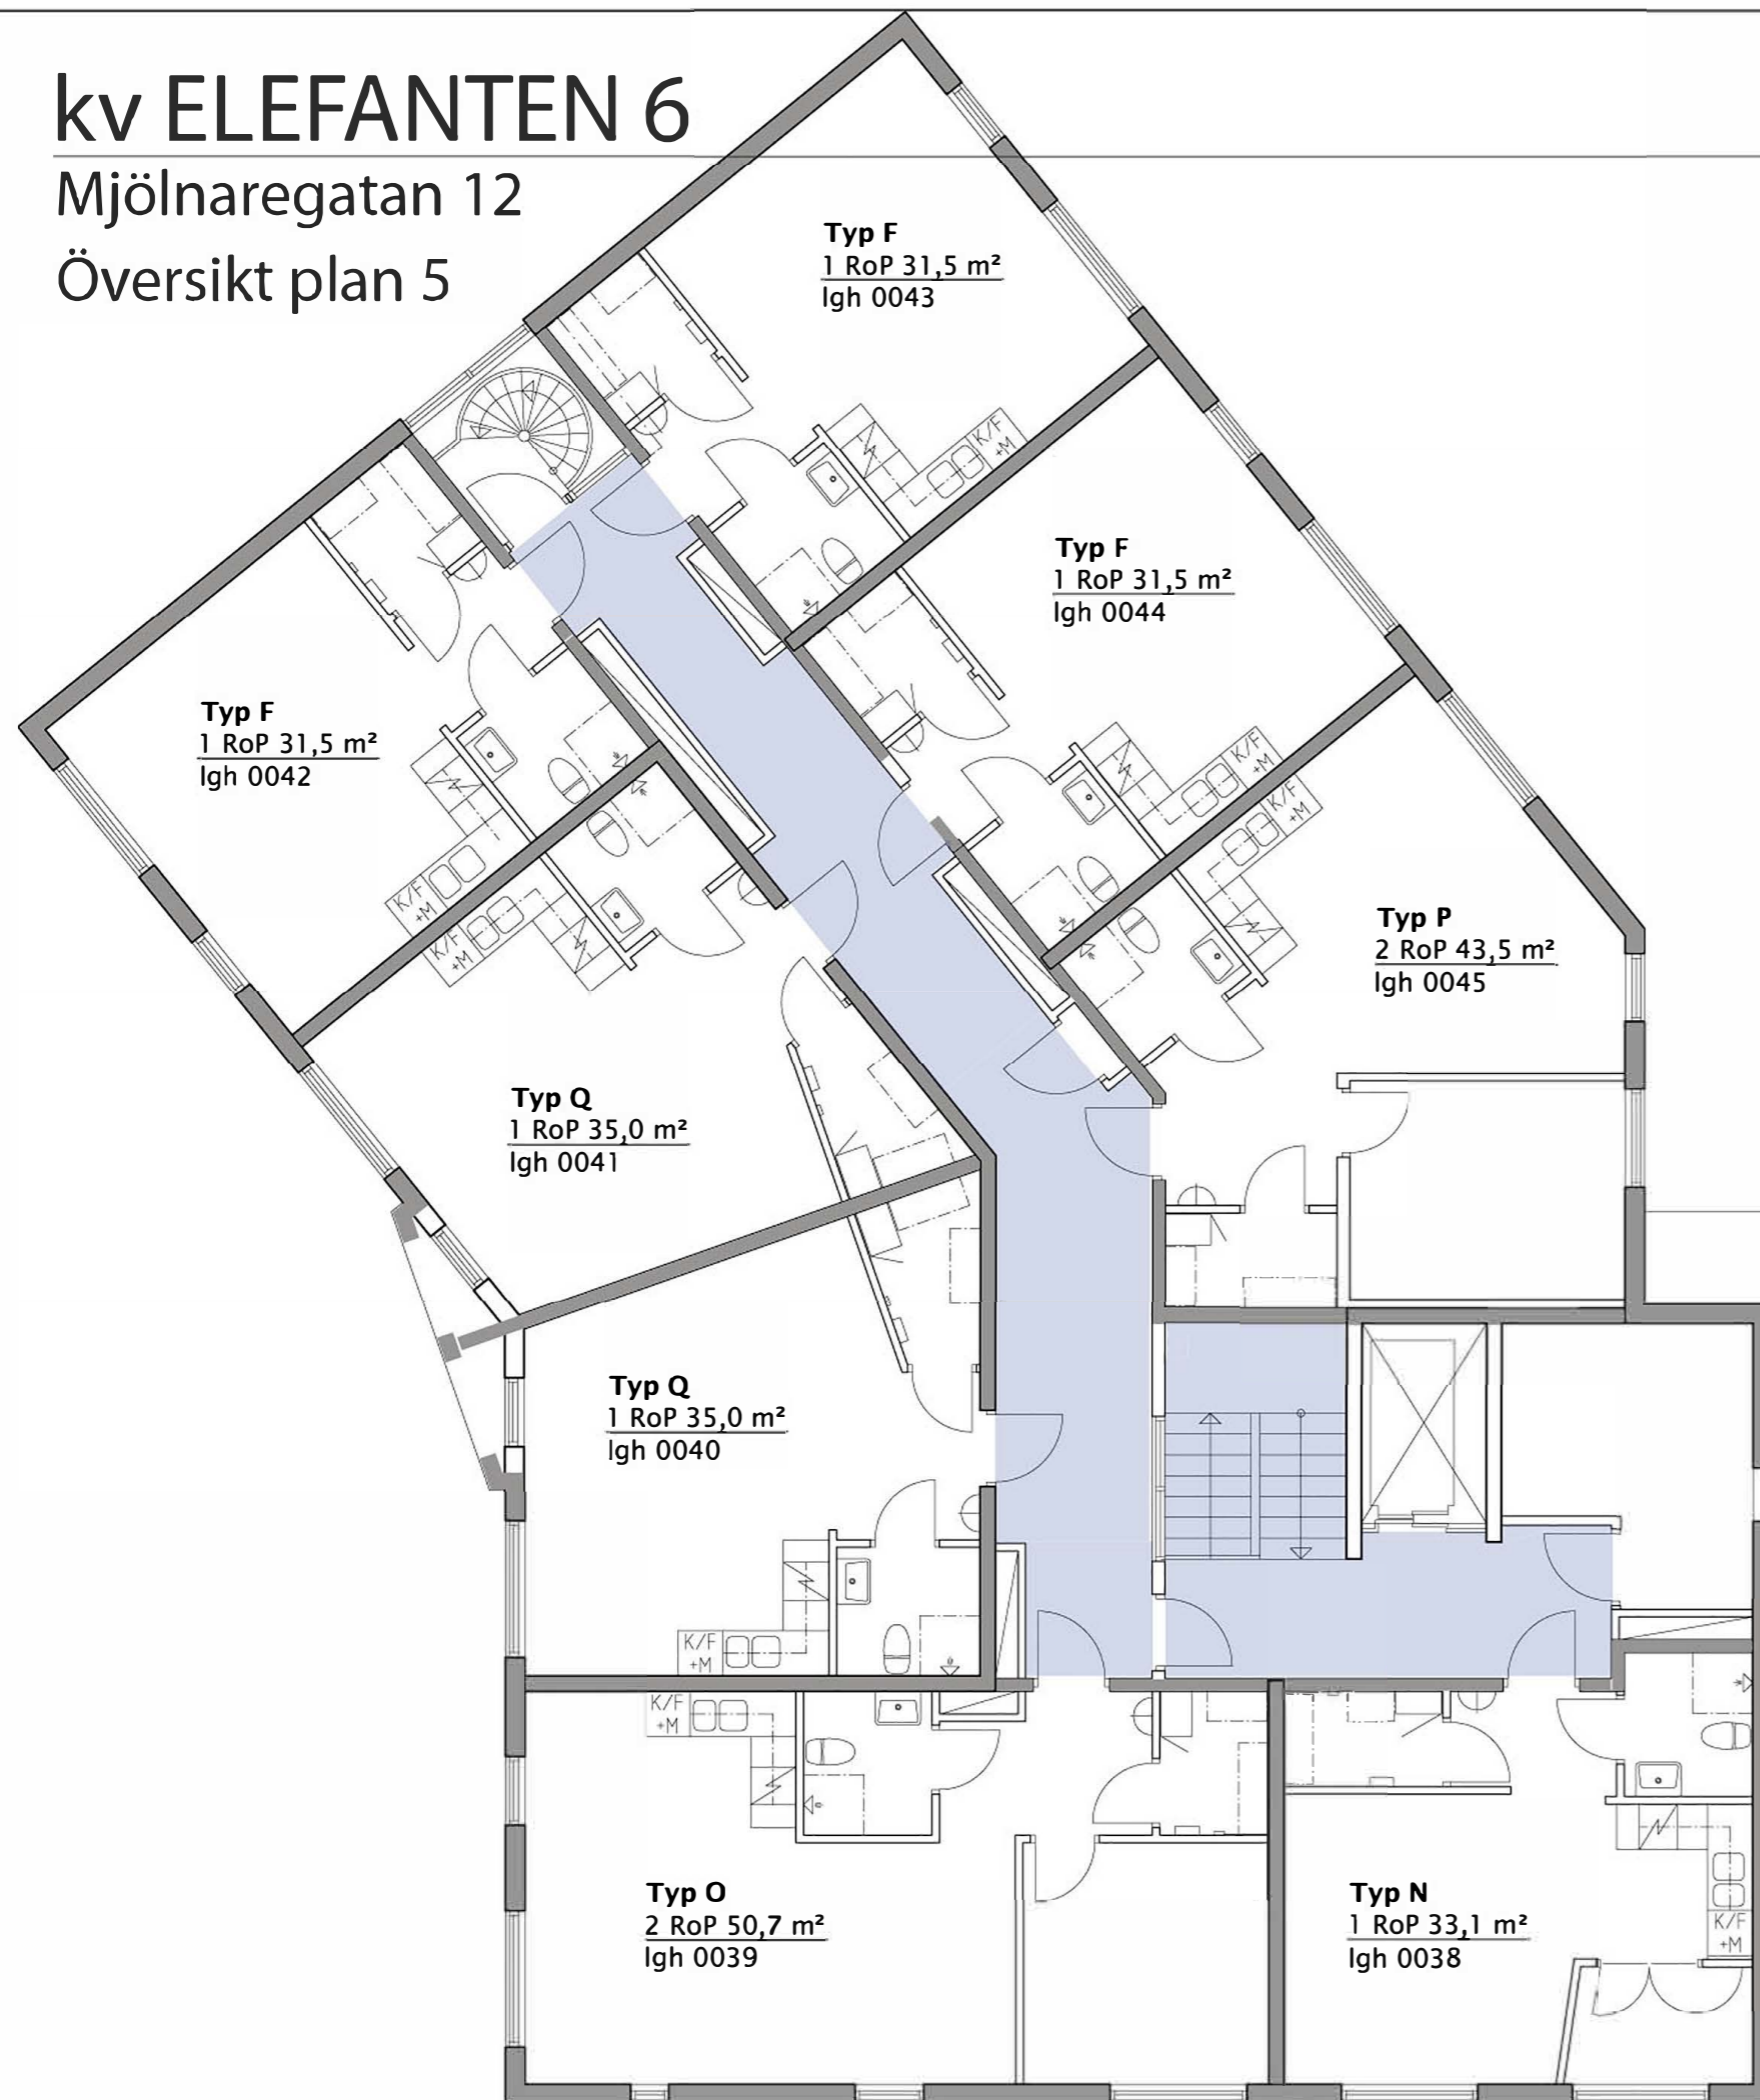 kv ELEFANTEN 6
Mjölnaregatan 12
Översikt plan 5
Typ F
1 RoP 31,5 m²
lgh 0043
K/F
+M
Typ F
1 RoP 31,5 m²
lgh 0044
Typ F
1 RoP 31,5 m²
lgh 0042
K/F
+M
K/F
+M
K/F
+M
K/F
+M
Typ P
2 RoP 43,5 m²
lgh 0045
Typ Q
1 RoP 35,0 m²
lgh 0041
Typ Q
1 RoP 35,0 m²
lgh 0040
K/F
+M
K/F
+M
Typ O
2 RoP 50,7 m²
lgh 0039
Typ N
1 RoP 33,1 m²
lgh 0038
K/F
+M